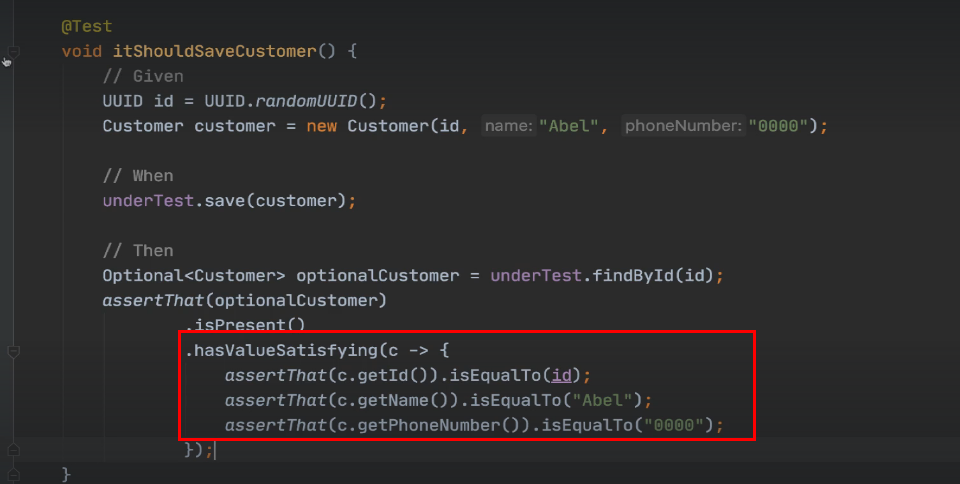 @Test
void itShouldSaveCustomer() {
// Given
UUID id = UUID.randomUUID();
Customer customer = new Customer(id, name: "Abel", phoneNumber: "0000");
// When
underTest.save(customer);
// Then
Optional<Customer> optionalCustomer = underTest.findById(id);
assertThat(optionalCustomer)
.isPresent()
.hasValueSatisfying(c -> {
assertThat(c.getId()).isEqualTo(id);
assertThat(c.getName()).isEqualTo("Abel");
assertThat(c.getPhoneNumber()).isEqualTo("0000");
});
}